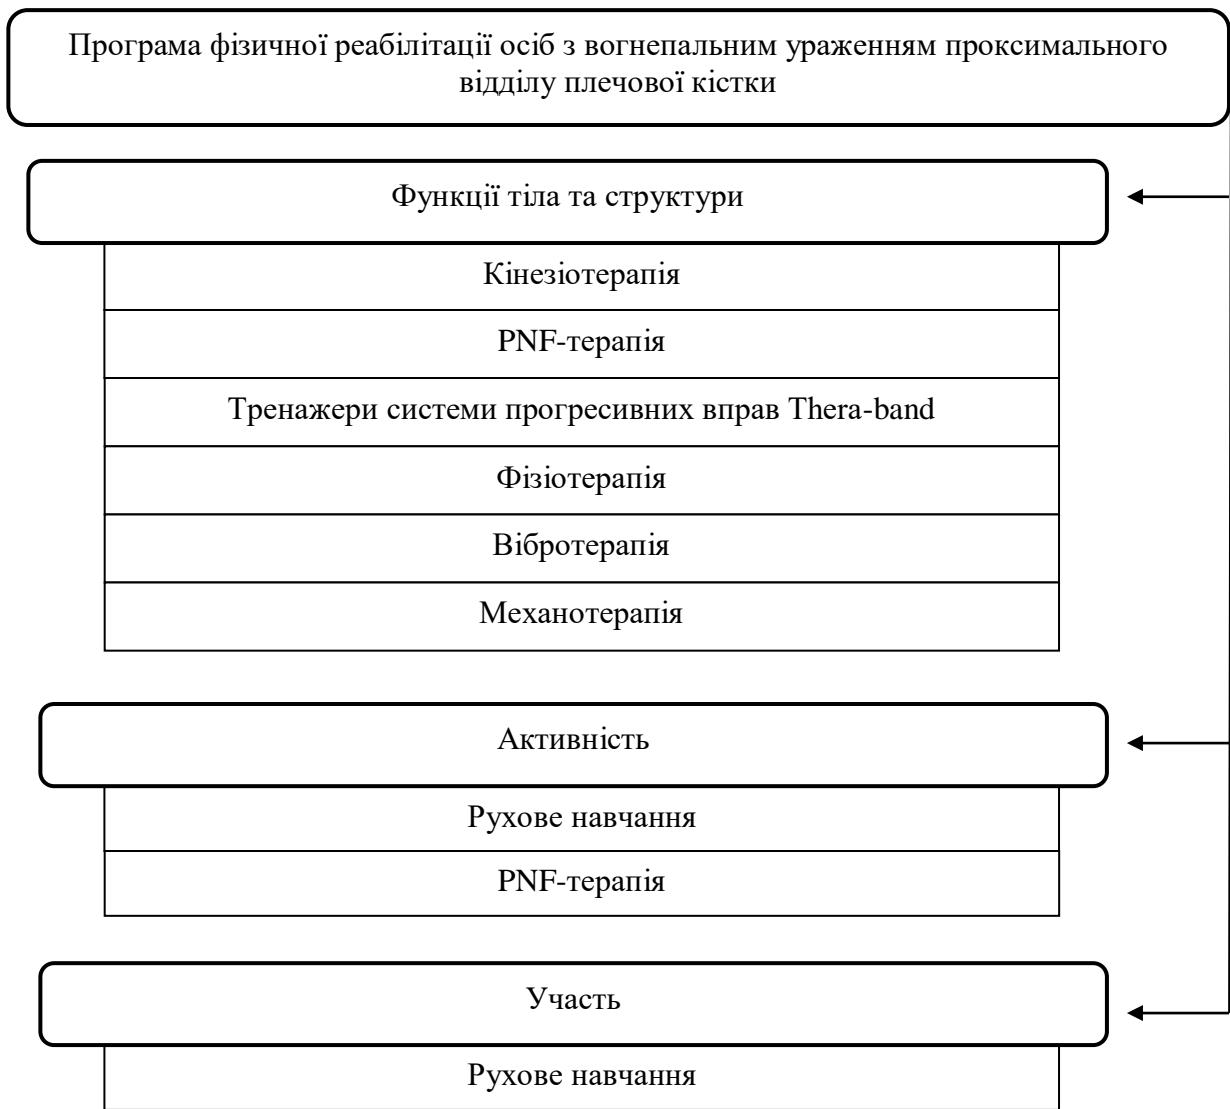 Програма фізичної реабілітації осіб з вогнепальним ураженням проксимального
відділу плечової кістки
Функції тіла та структури
Кінезіотерапія
PNF-терапія
Тренажери системи прогресивних вправ Thera-band
Фізіотерапія
Вібротерапія
Механотерапія
Активність
Рухове навчання
PNF-терапія
Участь
Рухове навчання